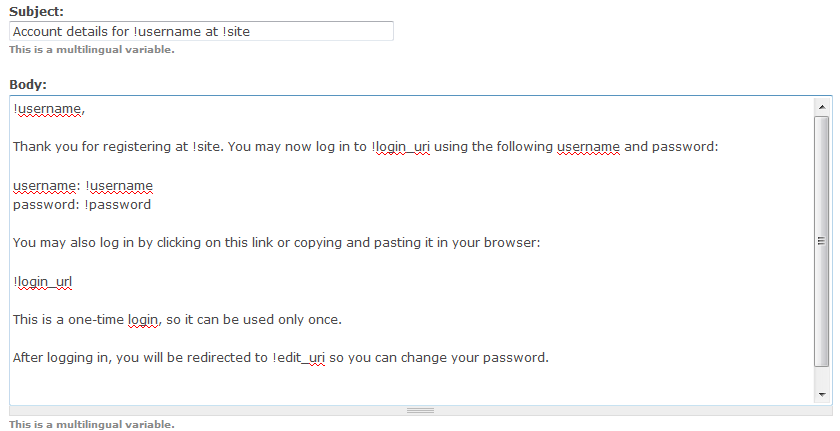 Subject:
Account details for !username at !site
This is a multilingual variable.
Body:
!username,
Thank you for registering at !site. You may now log in to !login_uri using the following username and password:
username: !username
password: !password
You may also log in by clicking on this link or copying and pasting it in your browser:
!login_url
This is a one-time login, so it can be used only once.
After logging in, you will be redirected to !edit_uri so you can change your password.
This is a multilingual variable.